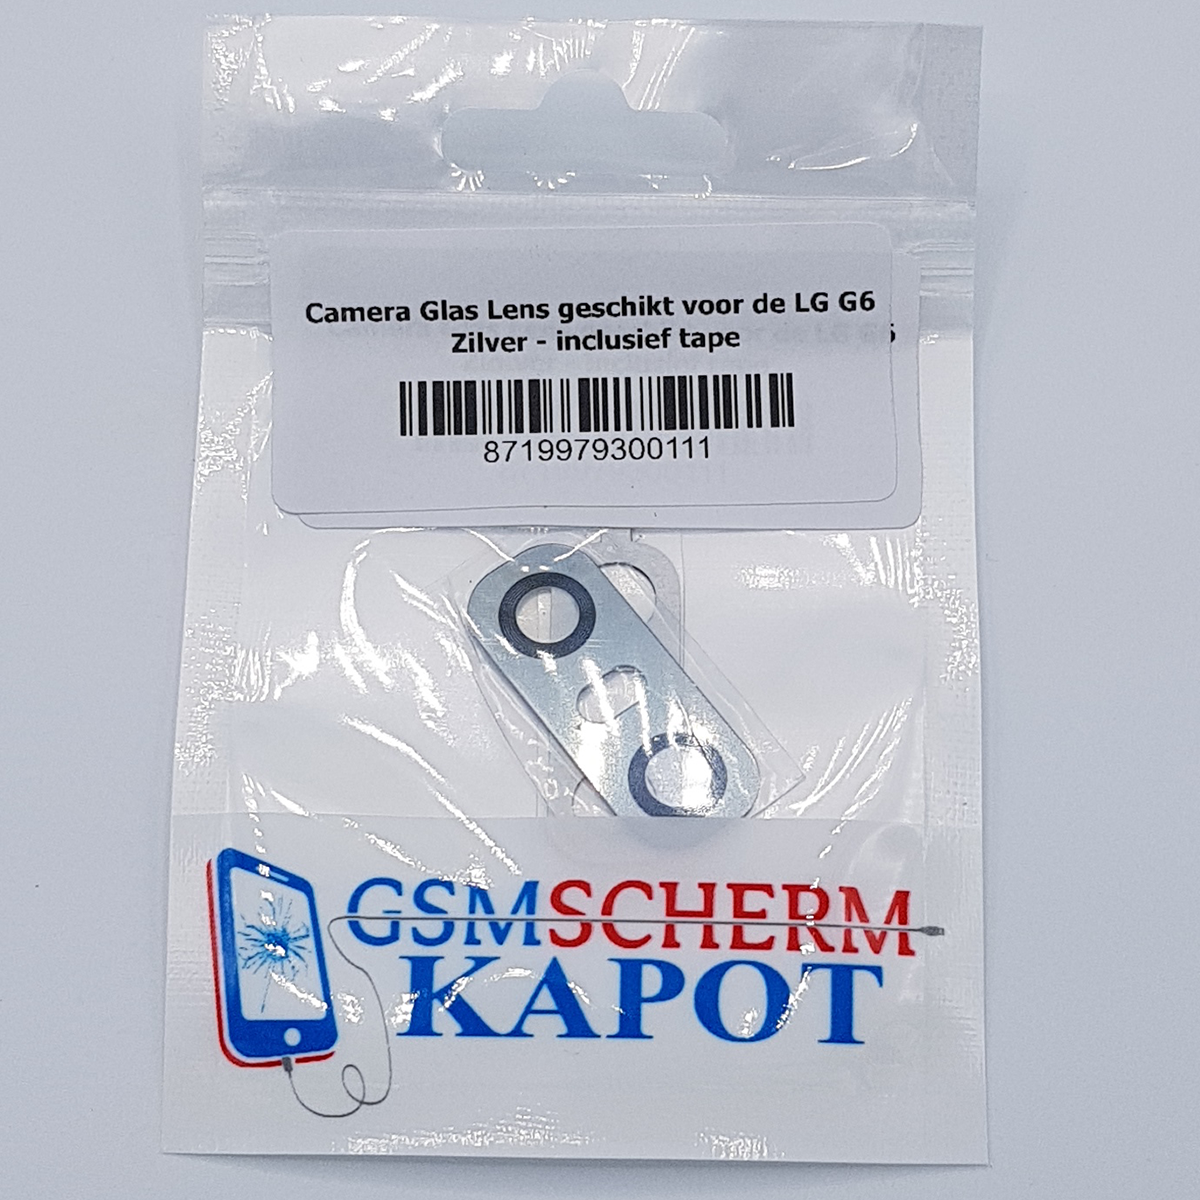 Camera Glas Lens geschikt voor de LG G6
Zilver - inclusief tape
8719979300111
GSMSCHERM
KAPOT